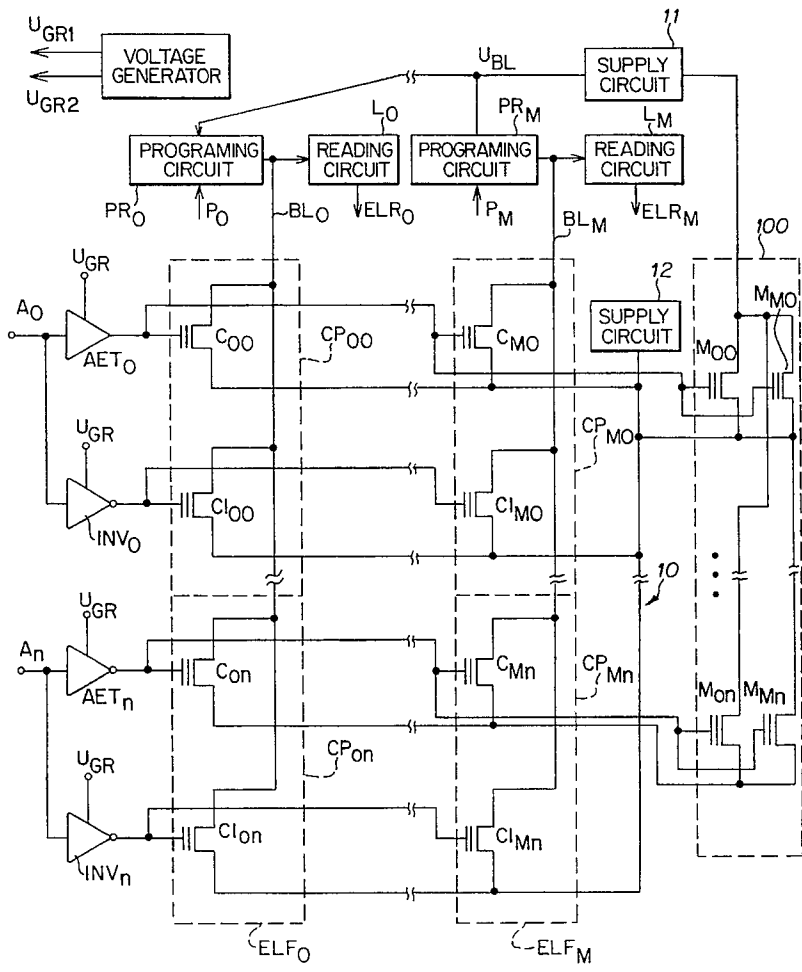 U_GR1
U_GR2
VOLTAGE GENERATOR
U_BL
11
SUPPLY CIRCUIT
PR_M
L_O
L_M
PROGRAMING CIRCUIT
READING CIRCUIT
PROGRAMING CIRCUIT
READING CIRCUIT
PR_O
P_O
BL_O
ELR_O
P_M
BL_M
ELR_M
100
U_GR
A_O
AET_O
C_OO
CP_OO
C_MO
12
SUPPLY CIRCUIT
M_OO
M_MO
U_GR
INV_O
CI_OO
CI_MO
CP_MO
10
U_GR
A_n
AET_n
C_on
C_Mn
CP_Mn
M_on
M_Mn
U_GR
CP_on
INV_n
CI_on
CI_Mn
ELF_O
ELF_M